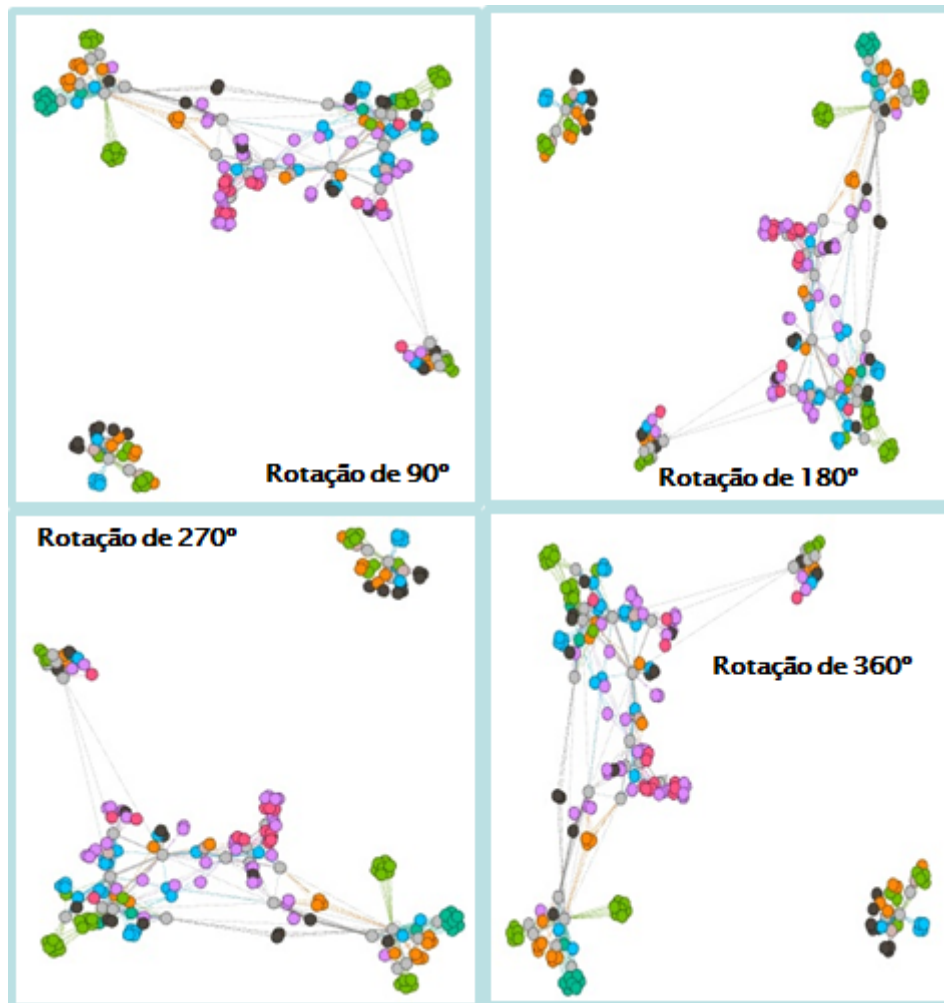 Rotação de 90º
Rotação de 180º
Rotação de 270º
Rotação de 360º